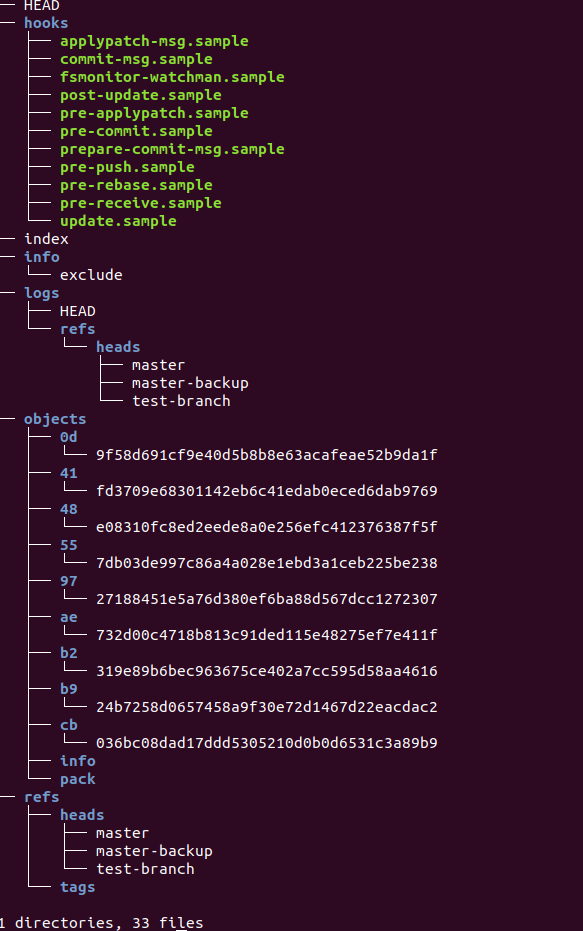 ── HEAD
── hooks
   ├── applypatch-msg.sample
   ├── commit-msg.sample
   ├── fsmonitor-watchman.sample
   ├── post-update.sample
   ├── pre-applypatch.sample
   ├── pre-commit.sample
   ├── prepare-commit-msg.sample
   ├── pre-push.sample
   ├── pre-rebase.sample
   ├── pre-receive.sample
   └── update.sample
── index
── info
   └── exclude
── logs
   ├── HEAD
   └── refs
       └── heads
           ├── master
           ├── master-backup
           └── test-branch
── objects
   ├── 0d
   │   └── 9f58d691cf9e40d5b8b8e63acafeae52b9da1f
   ├── 41
   │   └── fd3709e68301142eb6c41edab0eced6dab9769
   ├── 48
   │   └── e08310fc8ed2eede8a0e256efc412376387f5f
   ├── 55
   │   └── 7db03de997c86a4a028e1ebd3a1ceb225be238
   ├── 97
   │   └── 27188451e5a76d380ef6ba88d567dcc1272307
   ├── ae
   │   └── 732d00c4718b813c91ded115e48275ef7e411f
   ├── b2
   │   └── 319e89b6bec963675ce402a7cc595d58aa4616
   ├── b9
   │   └── 24b7258d0657458a9f30e72d1467d22eacdac2
   ├── cb
   │   └── 036bc08dad17ddd5305210d0b0d6531c3a89b9
   ├── info
   └── pack
── refs
   ├── heads
   │   ├── master
   │   ├── master-backup
   │   └── test-branch
   └── tags
directories, 33 files